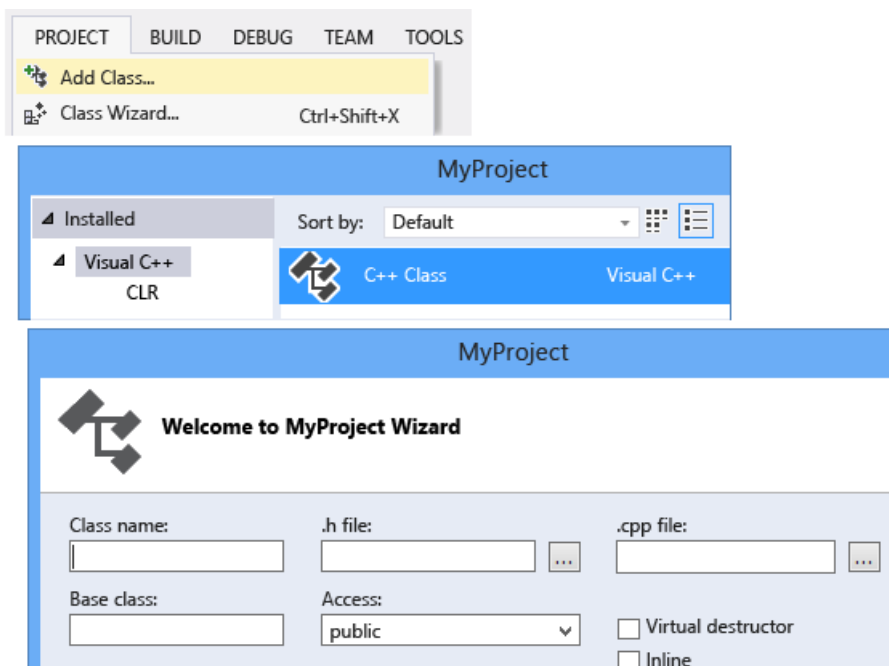 PROJECT BUILD DEBUG TEAM TOOLS
Add Class...
Class Wizard... Ctrl+Shift+X
MyProject
Installed Sort by: Default
Visual C++ C++ Class Visual C++
CLR
MyProject
Welcome to MyProject Wizard
Class name: .h file: .cpp file:
... ...
Base class: Access:
public Virtual destructor
Inline